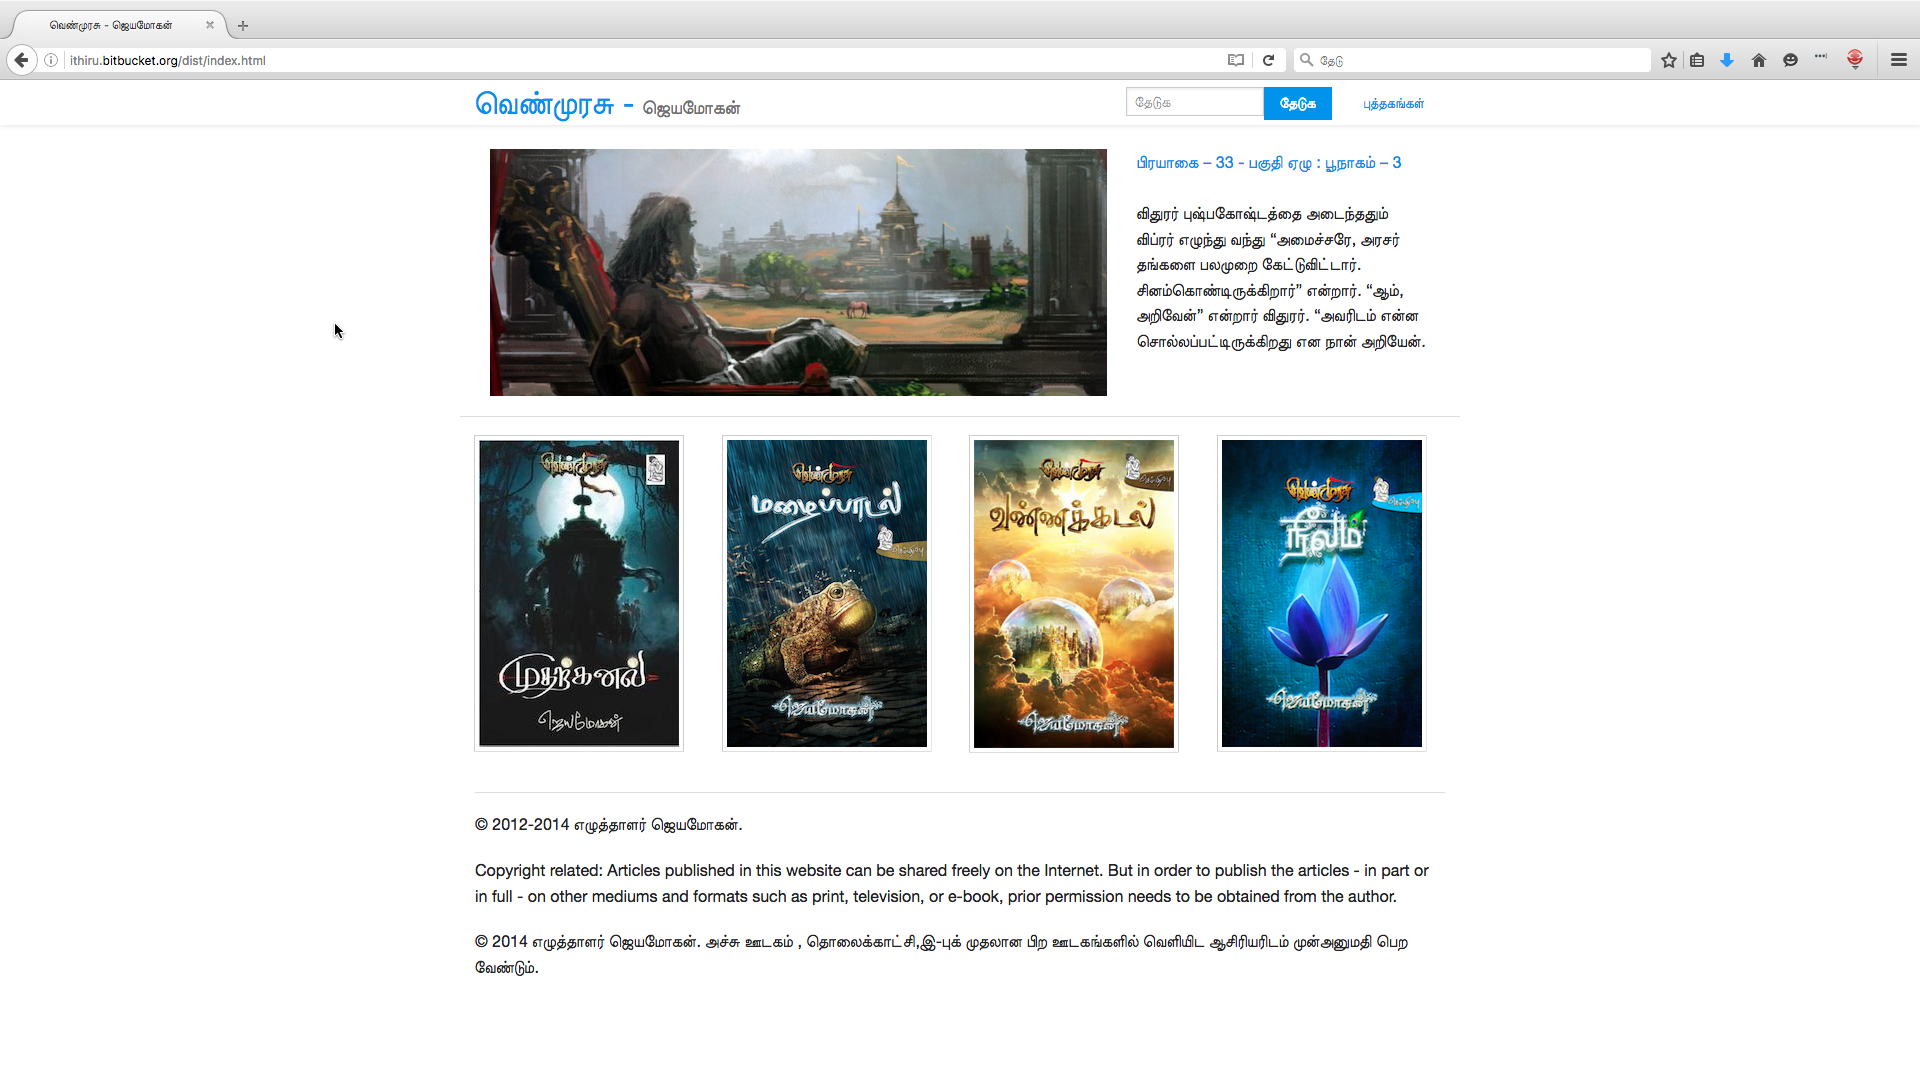 வெண்முரசு - ஜெயமோகன்
ithiru.bitbucket.org/dist/index.html
தேடு
வெண்முரசு - ஜெயமோகன்
தேடுக
தேடுக
புத்தகங்கள்
பிரயாகை – 33 - பகுதி ஏழு : பூநாகம் – 3
விதுரர் புஷ்பகோஷ்டத்தை அடைந்ததும்
விப்ரர் எழுந்து வந்து “அமைச்சரே, அரசர்
தங்களை பலமுறை கேட்டுவிட்டார்.
சினம்கொண்டிருக்கிறார்” என்றார். “ஆம்,
அறிவேன்” என்றார் விதுரர். “அவரிடம் என்ன
சொல்லப்பட்டிருக்கிறது என நான் அறியேன்.
வெண்முரசு
முதற்கனல்
ஜெயமோகன்
வெண்முரசு
மழைப்பாடல்
ஜெயமோகன்
வெண்முரசு
வண்ணக்கடல்
ஜெயமோகன்
வெண்முரசு
நீலம்
ஜெயமோகன்
© 2012-2014 எழுத்தாளர் ஜெயமோகன்.
Copyright related: Articles published in this website can be shared freely on the Internet. But in order to publish the articles - in part or
in full - on other mediums and formats such as print, television, or e-book, prior permission needs to be obtained from the author.
© 2014 எழுத்தாளர் ஜெயமோகன். அச்சு ஊடகம் , தொலைக்காட்சி,இ-புக் முதலான பிற ஊடகங்களில் வெளியிட ஆசிரியரிடம் முன்அனுமதி பெற
வேண்டும்.